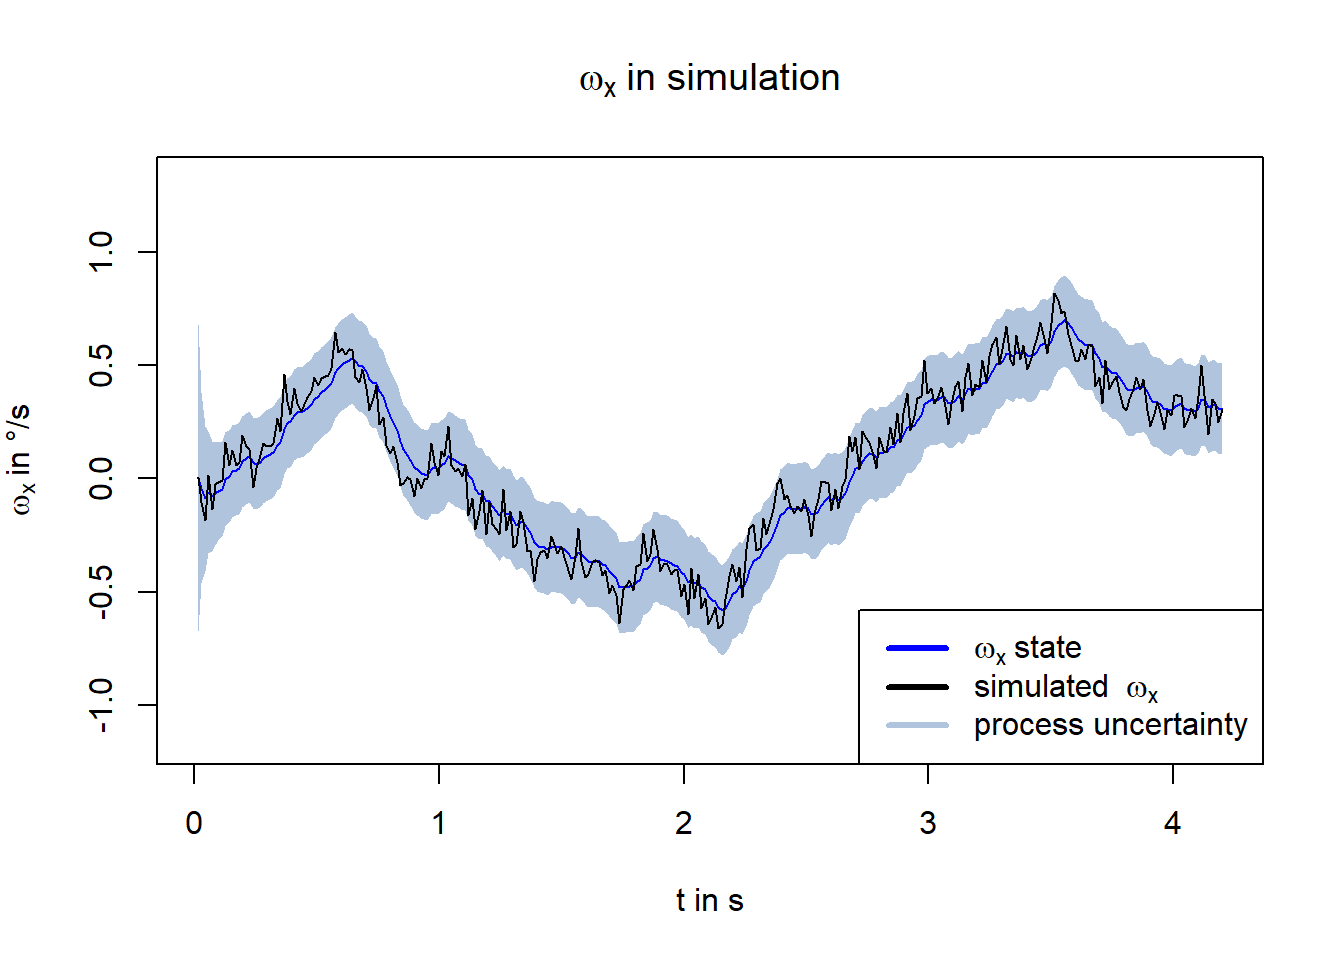 ωx in simulation
ωx in °/s
1.0
0.5
0.0
-0.5
-1.0
ωx state
simulated ωx
process uncertainty
0 1 2 3 4
t in s